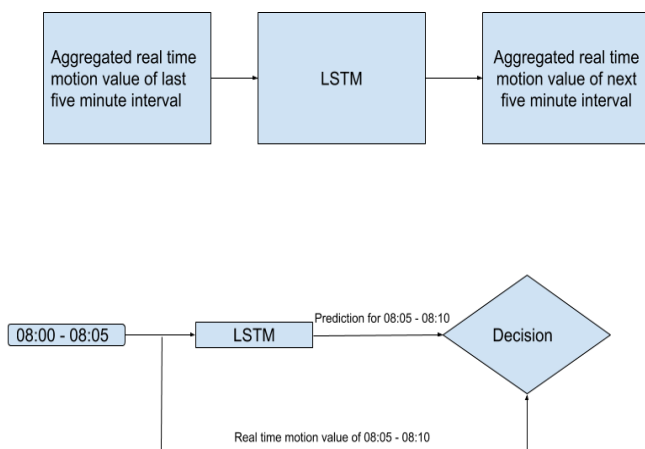 Aggregated real time
motion value of last
five minute interval
LSTM
Aggregated real time
motion value of next
five minute interval
08:00 - 08:05
LSTM
Prediction for 08:05 - 08:10
Decision
Real time motion value of 08:05 - 08:10